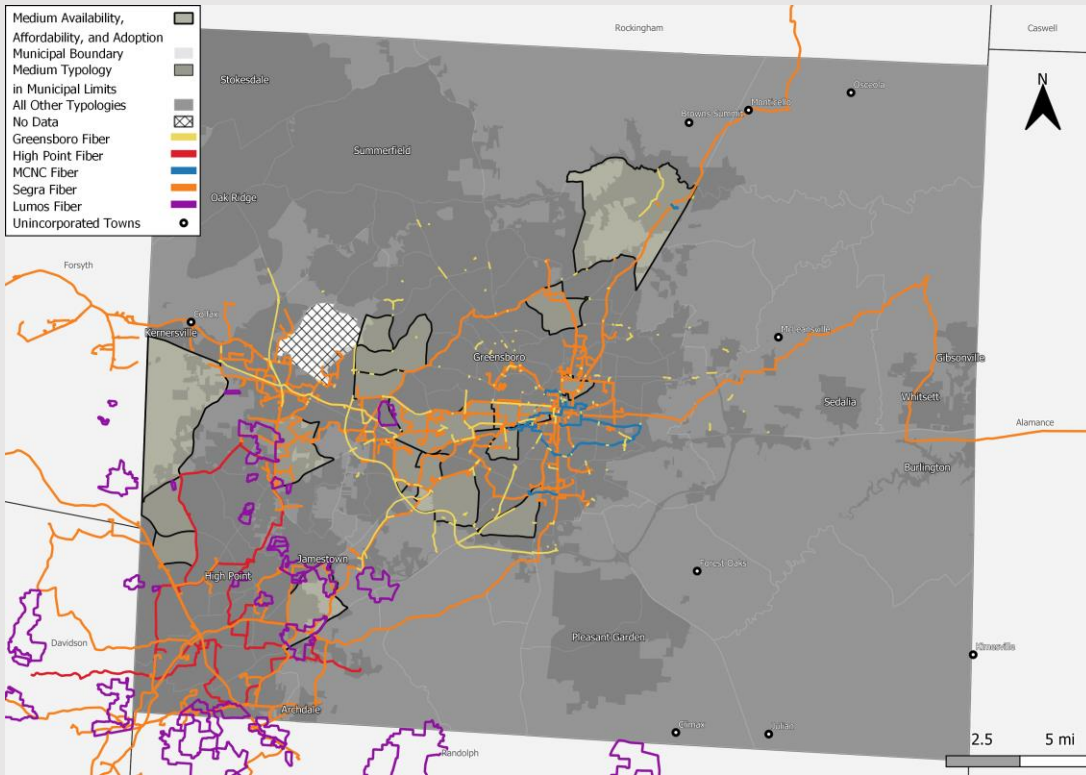 Medium Availability,
Affordability, and Adoption
Municipal Boundary
Medium Typology
in Municipal Limits
All Other Typologies
No Data
Greensboro Fiber
High Point Fiber
MCNC Fiber
Segra Fiber
Lumos Fiber
Unincorporated Towns
Rockingham
Caswell
N
Stokesdale
Osceola
Monticello
Browns Summit
Summerfield
Oak Ridge
Forsyth
Colfax
Kernersville
McLeansville
Greensboro
Gibsonville
Sedalia
Whitsett
Alamance
Burlington
Jamestown
High Point
Forest Oaks
Pleasant Garden
Davidson
Kimesville
Archdale
Climax
Julian
Randolph
2.5 5 mi